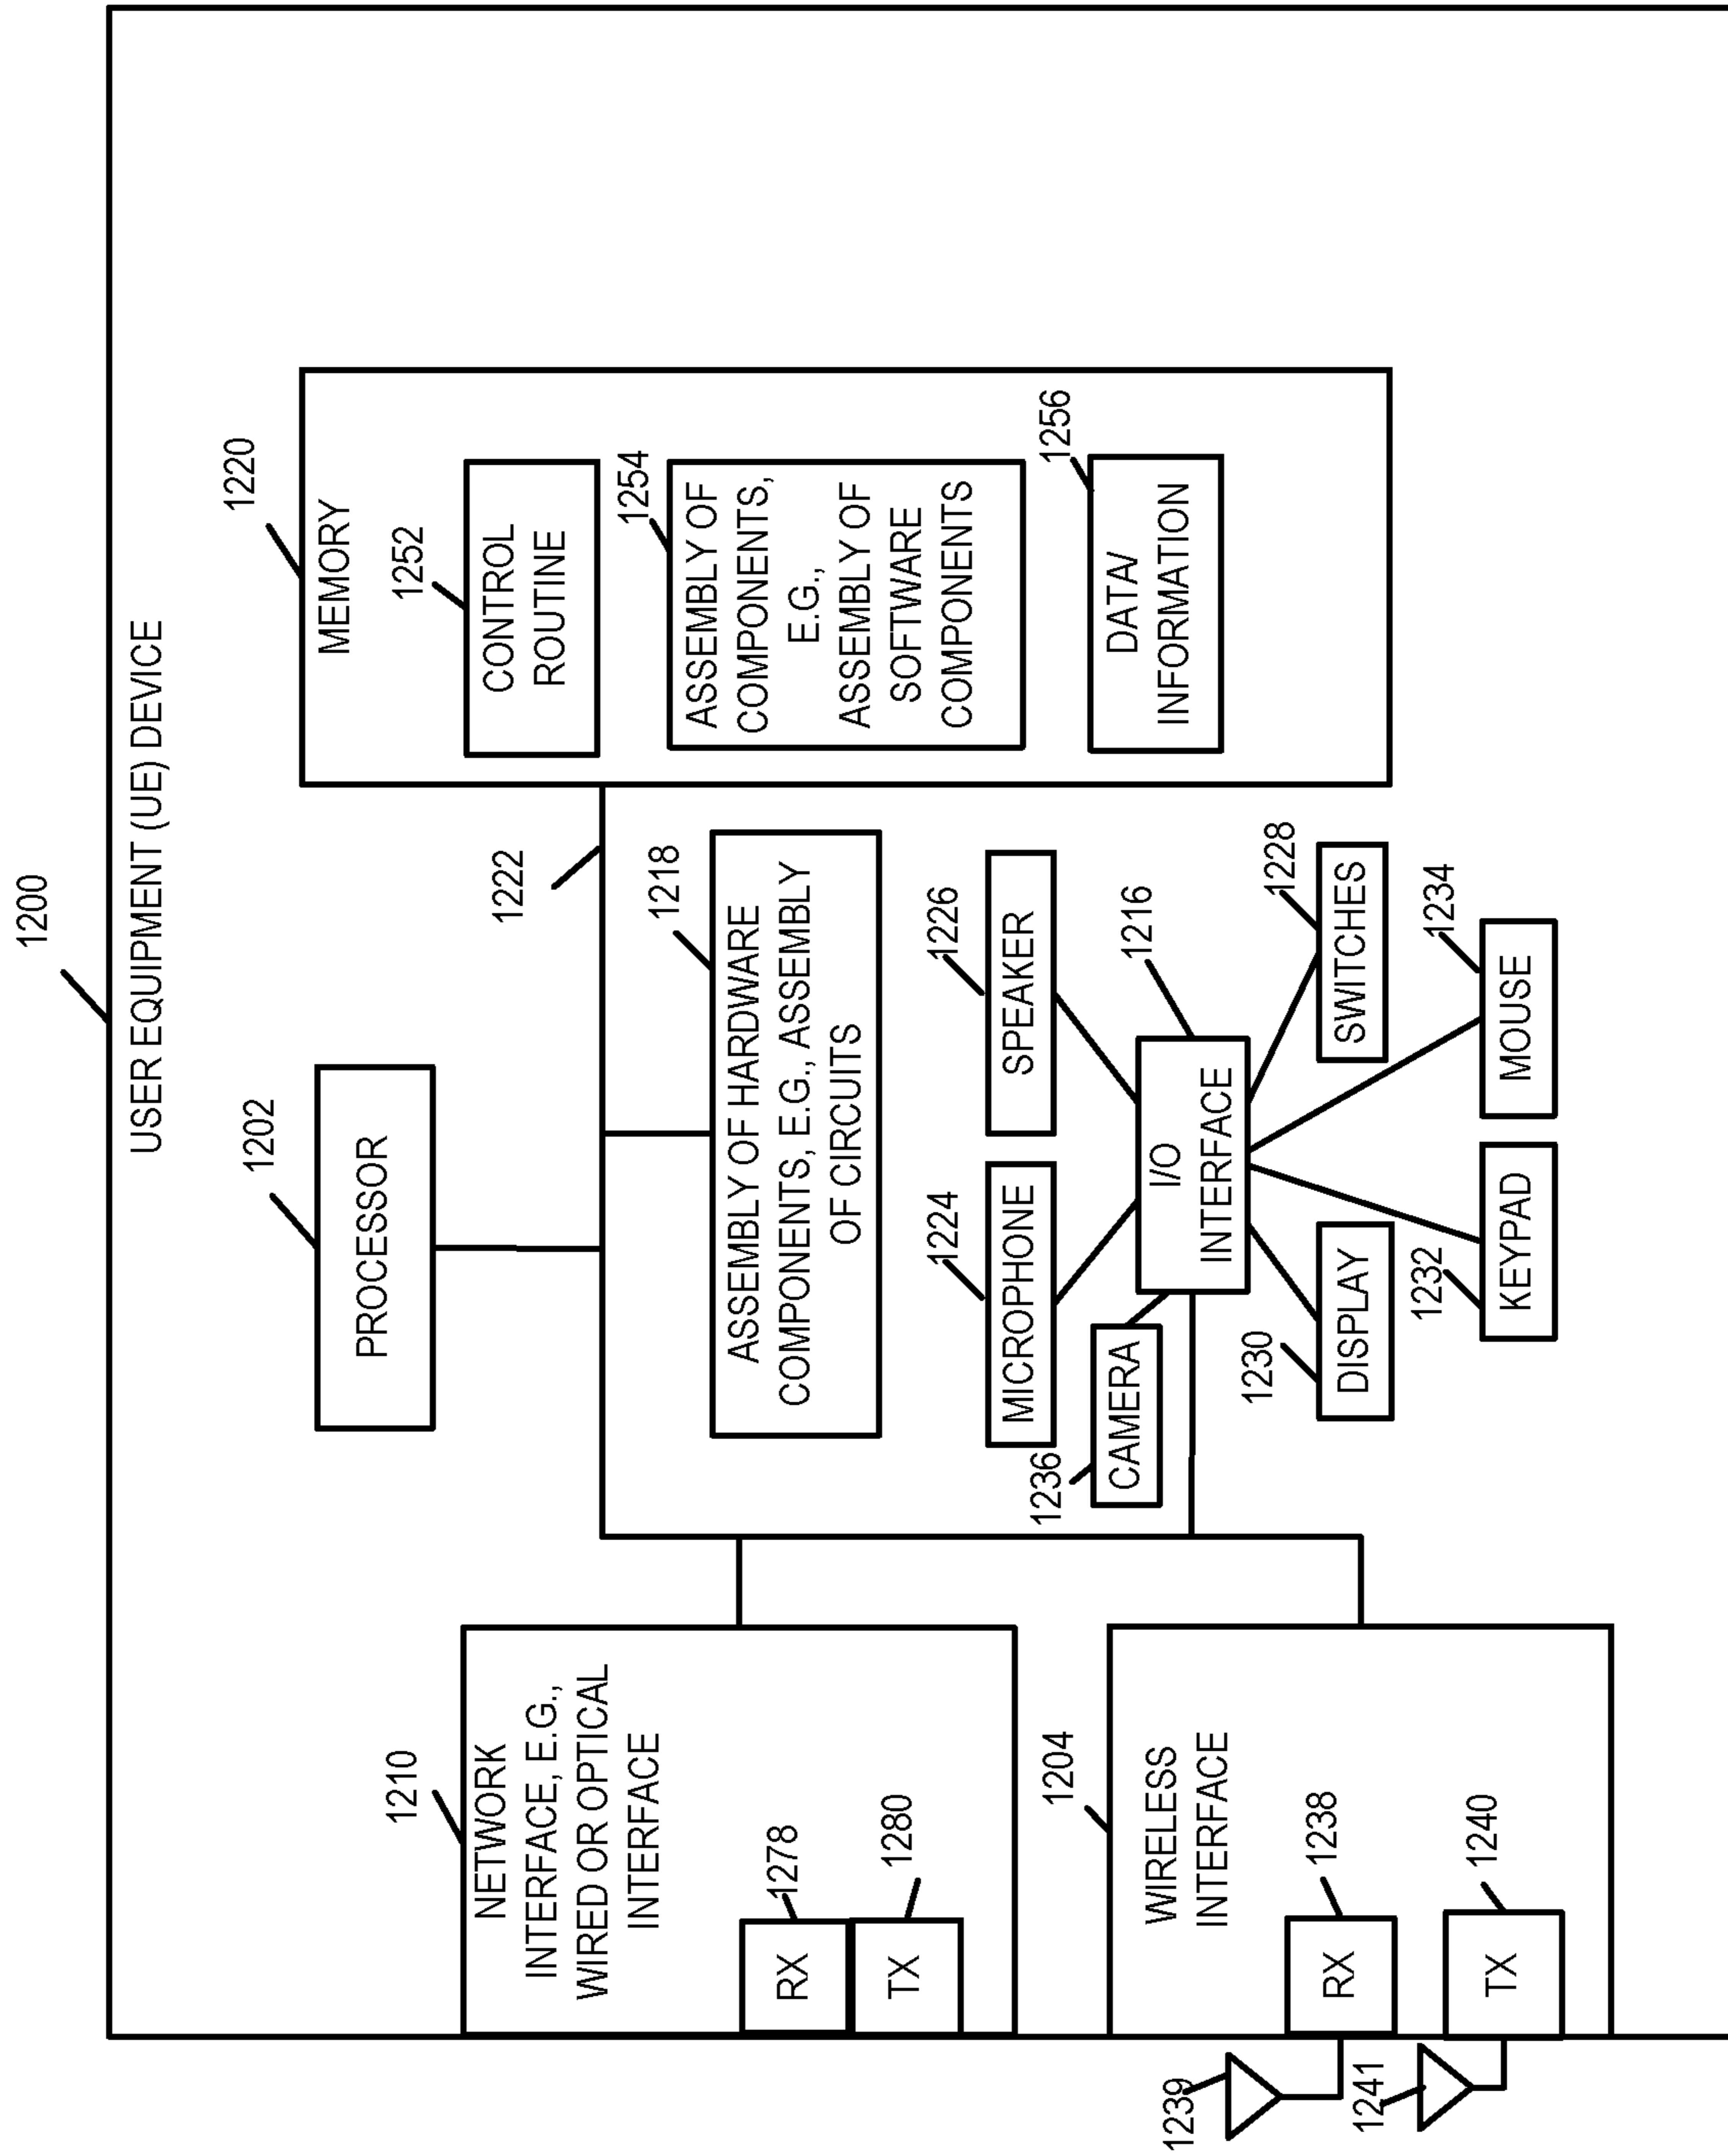 1200
USER EQUIPMENT (UE) DEVICE
1202
PROCESSOR
1220
MEMORY
1252
CONTROL
ROUTINE
1254
ASSEMBLY OF
COMPONENTS,
E.G.,
ASSEMBLY OF
SOFTWARE
COMPONENTS
1256
DATA/
INFORMATION
1222
1218
ASSEMBLY OF HARDWARE
COMPONENTS, E.G., ASSEMBLY
OF CIRCUITS
1210
NETWORK
INTERFACE, E.G.,
WIRED OR OPTICAL
INTERFACE
1278
RX
1280
TX
1204
WIRELESS
INTERFACE
1238
RX
1240
TX
1239
1241
1224
MICROPHONE
1226
SPEAKER
1236
CAMERA
1216
I/O
INTERFACE
1230
DISPLAY
1228
SWITCHES
1232
KEYPAD
1234
MOUSE